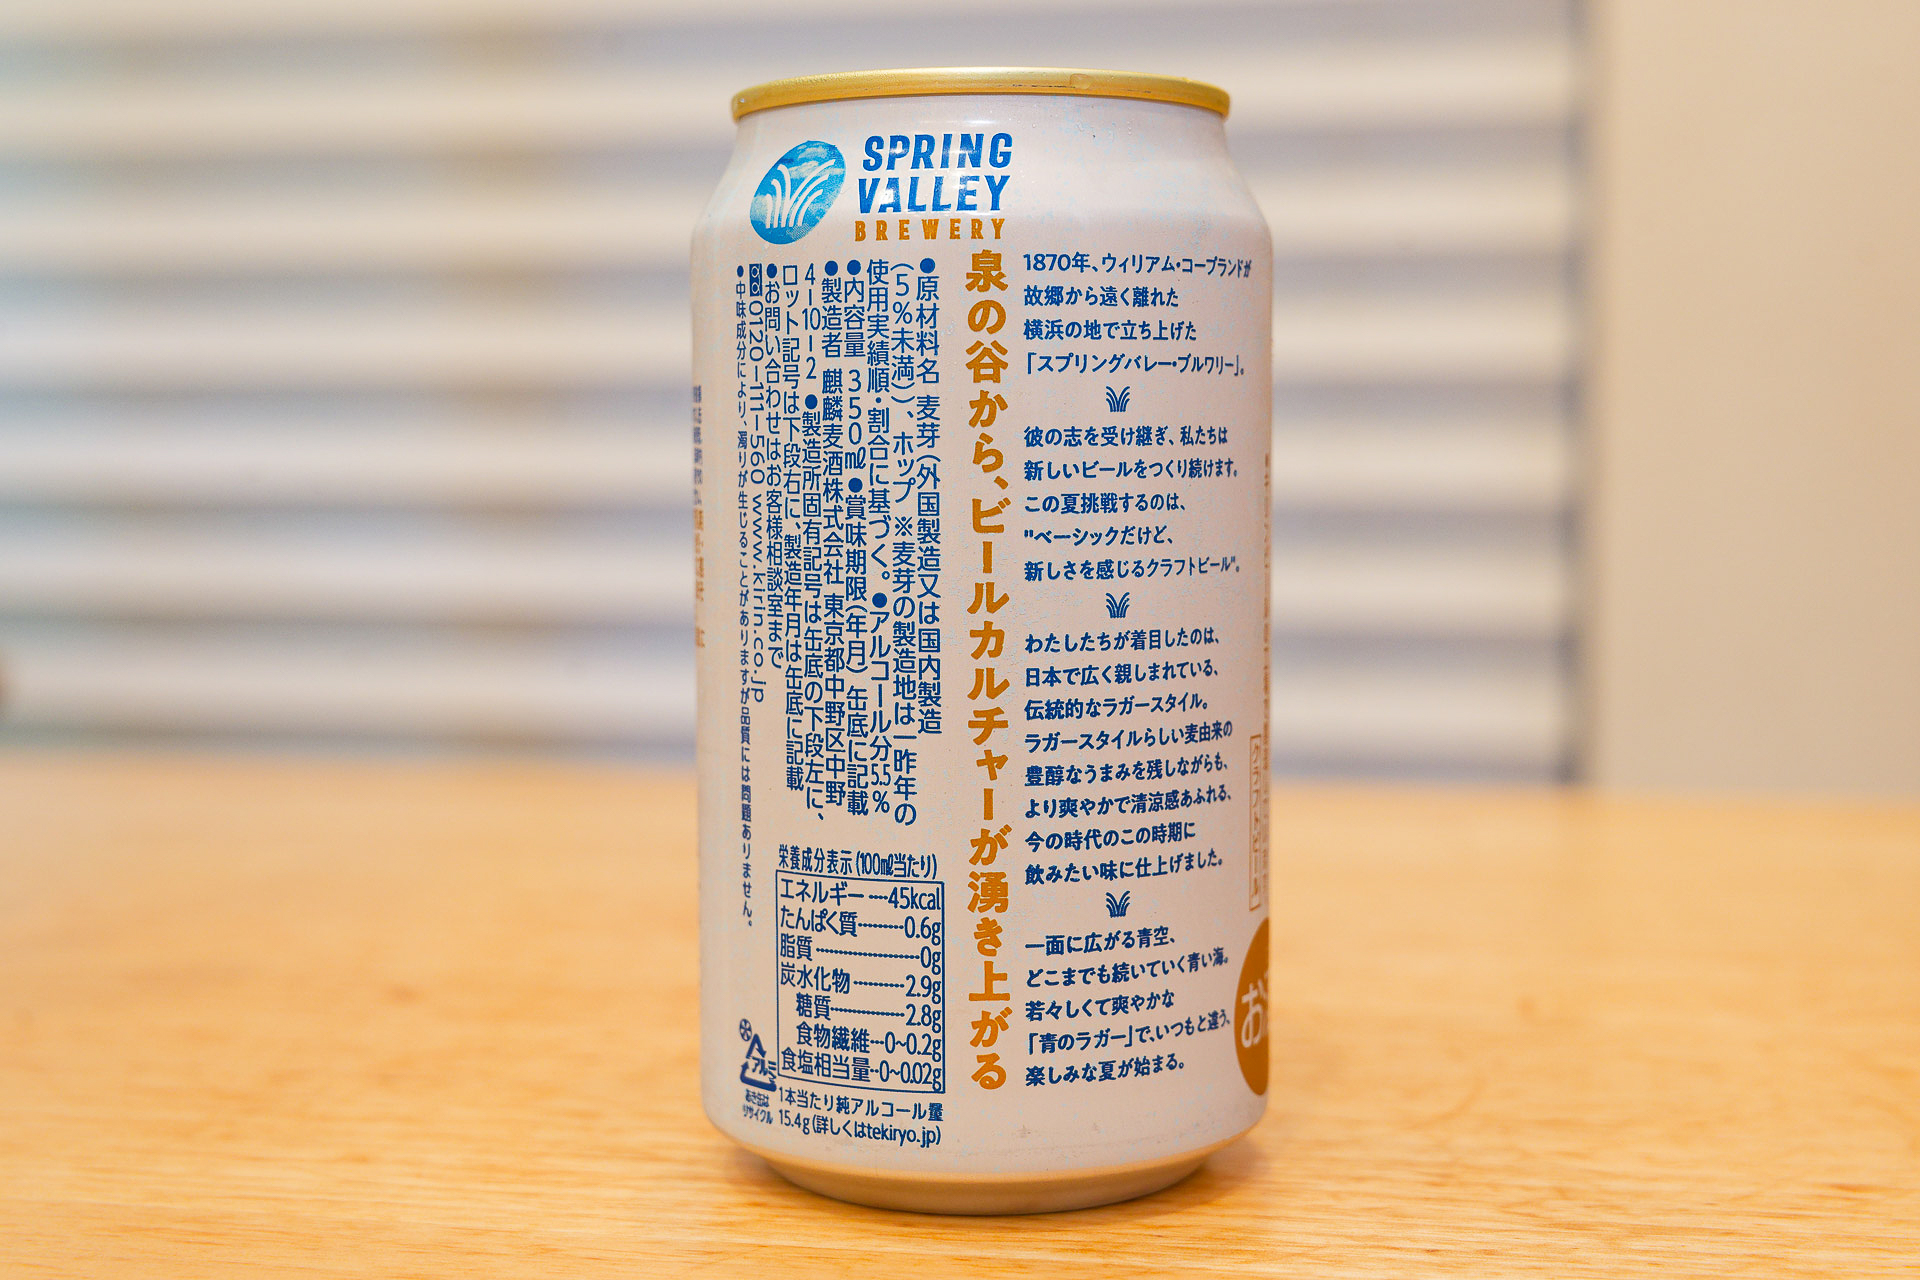 SPRING
VALLEY
BREWERY
1870年、ウィリアム・コープランドが
故郷から遠く離れた
横浜の地で立ち上げた
「スプリングバレー・ブルワリー」。
彼の志を受け継ぎ、私たちは
新しいビールをつくり続けます。
この夏挑戦するのは、
"ベーシックだけど、
新しさを感じるクラフトビール"。
わたしたちが着目したのは、
日本で広く親しまれている、
伝統的なラガースタイル。
ラガースタイルらしい麦由来の
豊醇なうまみを残しながらも、
より爽やかで清涼感あふれる、
今の時代のこの時期に
飲みたい味に仕上げました。
一面に広がる青空、
どこまでも続いていく青い海。
若々しくて爽やかな
「青のラガー」で、いつもと違う、
楽しみな夏が始まる。
泉の谷から、ビールカルチャーが湧き上がる
●原材料名 麦芽(外国製造又は国内製造
(5%未満))、ホップ ※麦芽の製造地は一昨年の
使用実績順・割合に基づく。●アルコール分5.5%
●内容量 350㎖ ●賞味期限(年月) 缶底に記載
●製造者 麒麟麦酒株式会社 東京都中野区中野
4-10-2 ●製造所固有記号は缶底の下段左に、
ロット記号は下段右に、製造年月は缶底に記載
●お問い合わせはお客様相談室まで
0120-111-560 www.kirin.co.jp
●中味成分により、濁りが生じることがありますが品質には問題ありません。
栄養成分表示(100㎖当たり)
エネルギー…45kcal
たんぱく質………0.6g
脂質………………0g
炭水化物………2.9g
糖質…………2.8g
食物繊維…0~0.2g
食塩相当量…0~0.02g
1本当たり純アルコール量
15.4g(詳しくはtekiryo.jp)
アルミ
あき缶は
リサイクル
クラフトビール
お